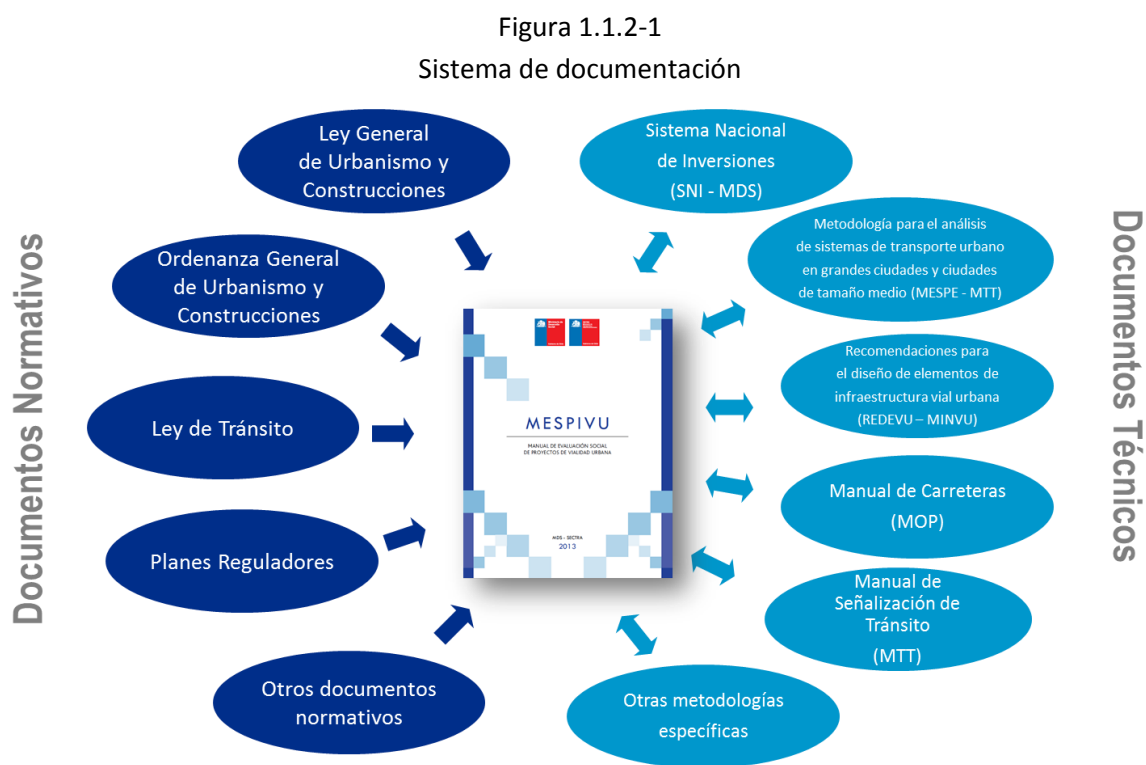 Figura 1.1.2-1
Sistema de documentación
Documentos Normativos
Ley General
de Urbanismo y
Construcciones
Ordenanza General
de Urbanismo y
Construcciones
Ley de Tránsito
Planes Reguladores
Otros documentos
normativos
MESPIVU
MANUAL DE EVALUACIÓN SOCIAL
DE PROYECTOS DE VIALIDAD URBANA
MDS - SECTRA
2013
Sistema Nacional
de Inversiones
(SNI - MDS)
Metodología para el análisis
de sistemas de transporte urbano
en grandes ciudades y ciudades
de tamaño medio (MESPE - MTT)
Recomendaciones para
el diseño de elementos de
infraestructura vial urbana
(REDEVU – MINVU)
Manual de Carreteras
(MOP)
Manual de
Señalización de
Tránsito
(MTT)
Otras metodologías
específicas
Documentos Técnicos